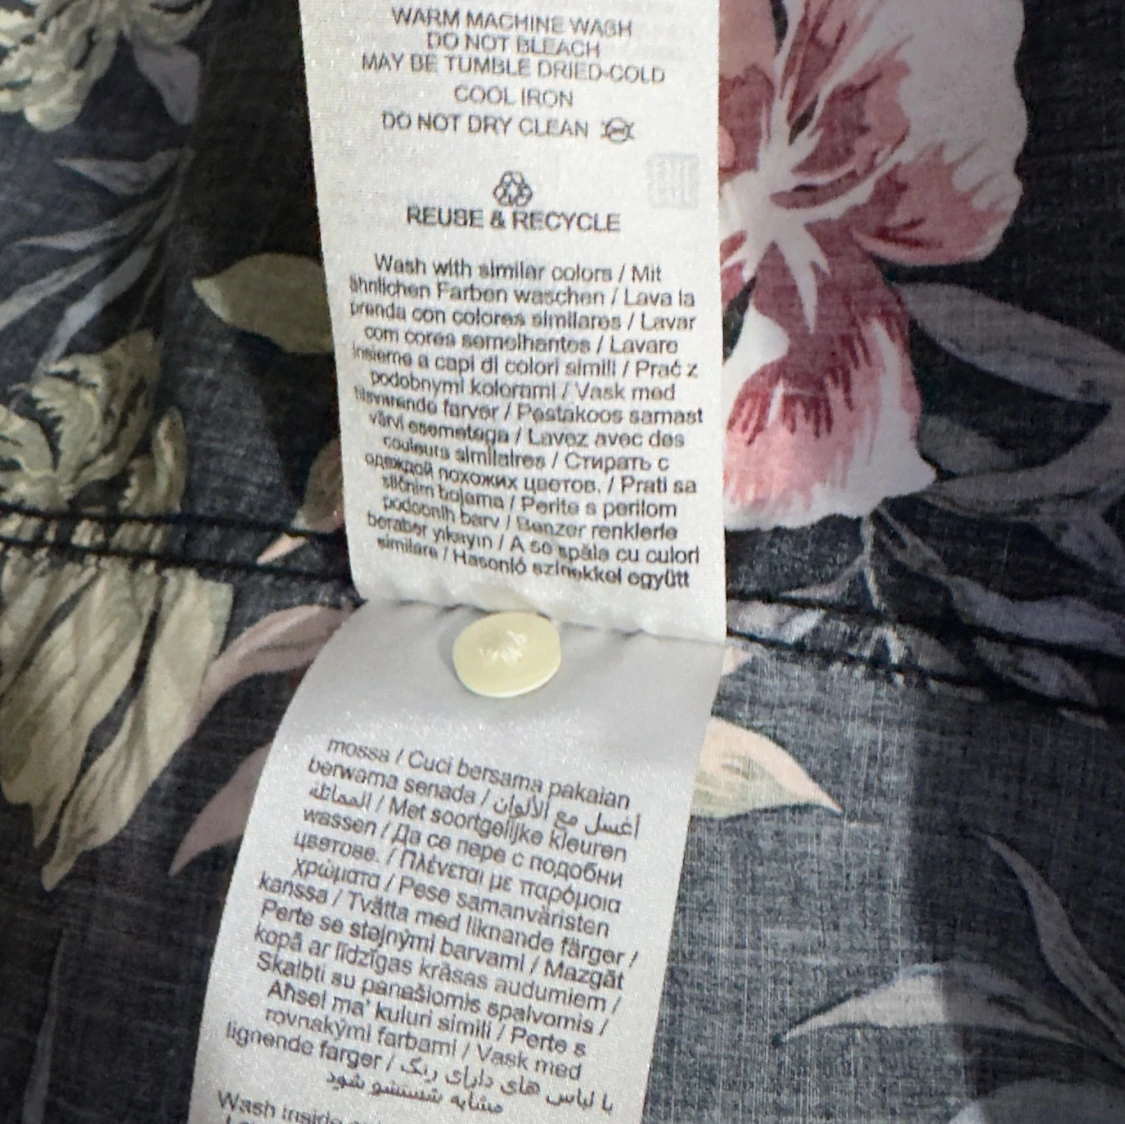 WARM MACHINE WASH
DO NOT BLEACH
MAY BE TUMBLE DRIED-COLD
COOL IRON
DO NOT DRY CLEAN
REUSE & RECYCLE
Wash with similar colors / Mit
ähnlichen Farben waschen / Lava la
prenda con colores similares / Lavar
com cores semelhantes / Lavare
insieme a capi di colori simili / Prać z
podobnymi kolorami / Vask med
tilsvarende farver / Pestakoos samast
värvi esemetega / Lavez avec des
couleurs similaires / Стирать с
одеждой похожих цветов. / Prati sa
sličnim bojama / Perite s perilom
podobnih barv / Benzer renklerle
beraber yıkayın / A se spăla cu culori
similare / Hasonló színekkel együtt
mossa / Cuci bersama pakaian
berwarna senada / أغسل مع الألوان
المماثلة / Met soortgelijke kleuren
wassen / Да се пере с подобни
цветове. / Πλένεται με παρόμοια
χρώματα / Pese samanväristen
kanssa / Tvätta med liknande färger /
Perte se stejnými barvami / Mazgāt
kopā ar līdzīgas krāsas audumiem /
Skalbti su panašiomis spalvomis /
Aħsel ma' kuluri simili / Perte s
rovnakými farbami / Vask med
lignende farger / با لباس های دارای رنگ
مشابه شستشو شود
Wash inside